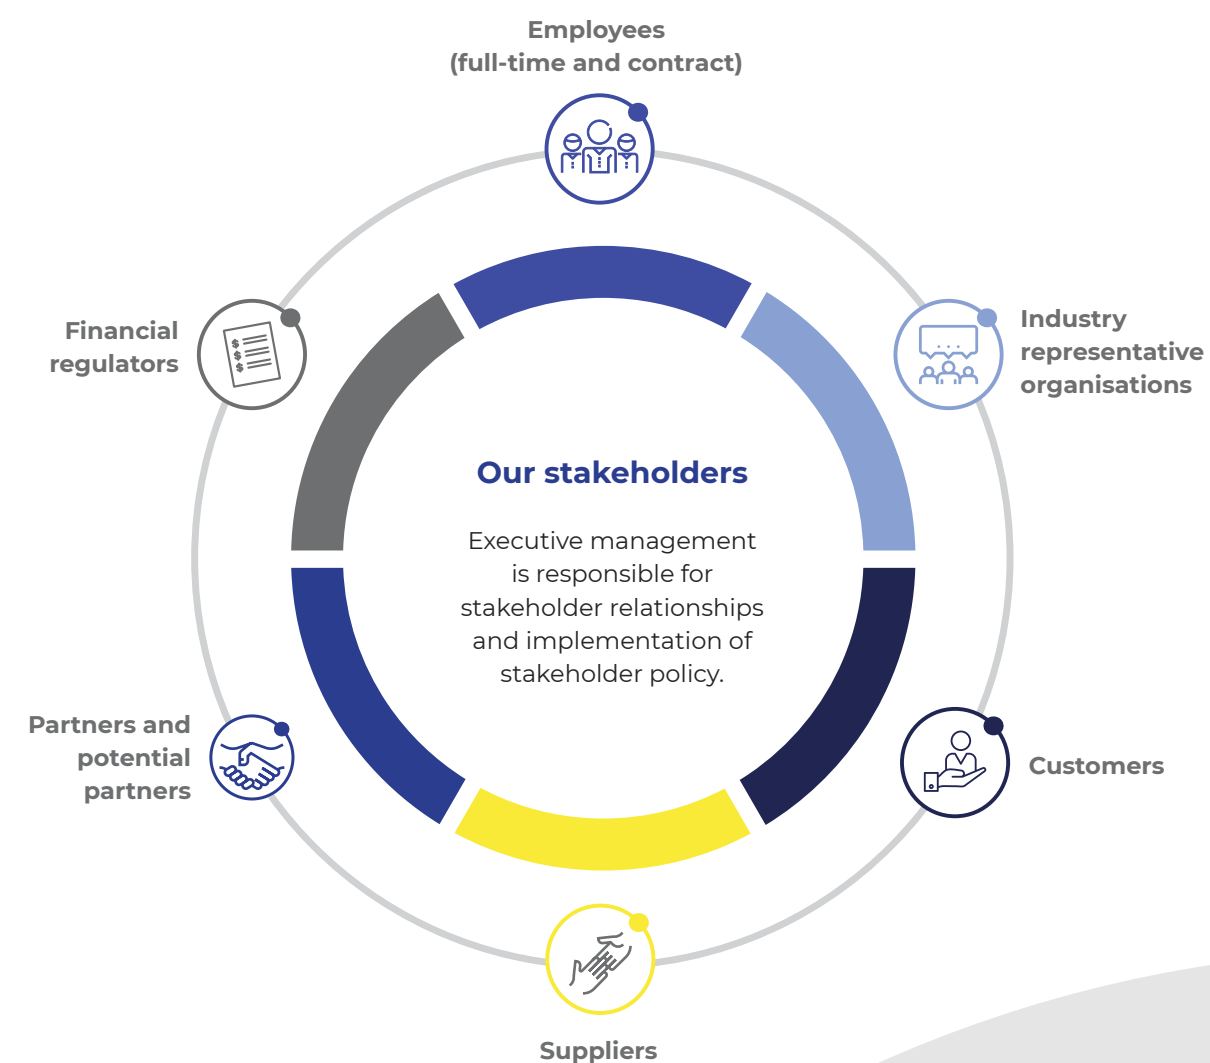 Employees
(full-time and contract)
Industry
representative
organisations
Financial
regulators
Our stakeholders
Executive management
is responsible for
stakeholder relationships
and implementation of
stakeholder policy.
Partners and
potential
partners
Customers
Suppliers